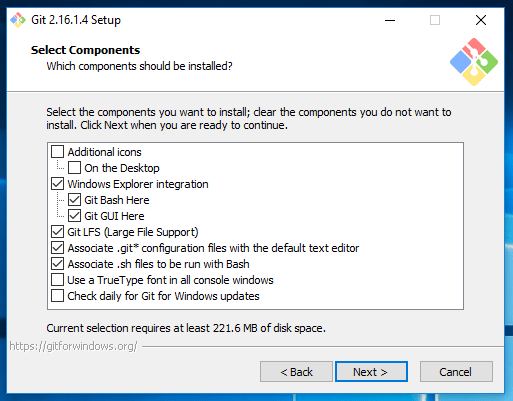 Git 2.16.1.4 Setup
Select Components
Which components should be installed?
Select the components you want to install; clear the components you do not want to
install. Click Next when you are ready to continue.
Additional icons
On the Desktop
Windows Explorer integration
Git Bash Here
Git GUI Here
Git LFS (Large File Support)
Associate .git* configuration files with the default text editor
Associate .sh files to be run with Bash
Use a TrueType font in all console windows
Check daily for Git for Windows updates
Current selection requires at least 221.6 MB of disk space.
https://gitforwindows.org/
< Back Next > Cancel